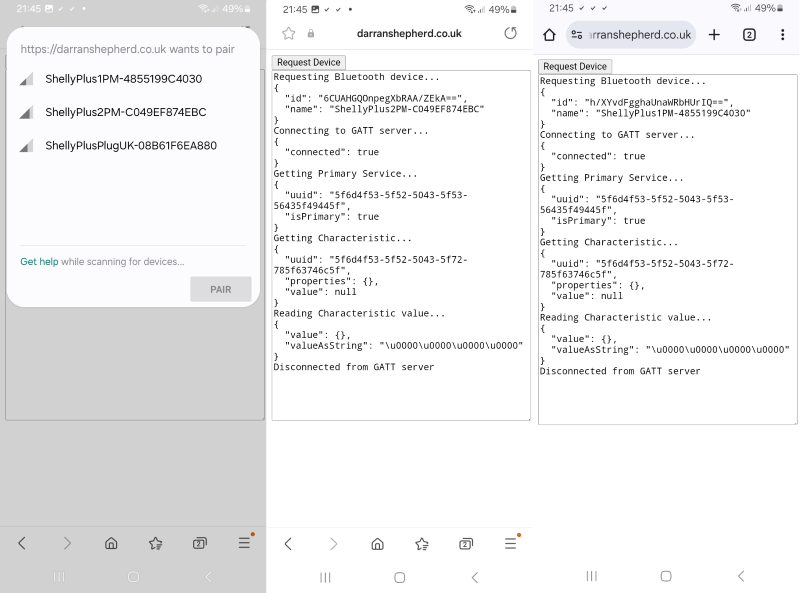 21:45
49%
https://darranshepherd.co.uk wants to pair
ShellyPlus1PM-4855199C4030
ShellyPlus2PM-C049EF874EBC
ShellyPlusPlugUK-08B61F6EA880
Get help while scanning for devices...
PAIR
2
21:45
49%
darranshepherd.co.uk
Request Device
Requesting Bluetooth device...
{
"id": "6CUAHGQOnpegXbRAA/ZEkA==",
"name": "ShellyPlus2PM-C049EF874EBC"
}
Connecting to GATT server...
{
"connected": true
}
Getting Primary Service...
{
"uuid": "5f6d4f53-5f52-5043-5f53-
56435f49445f",
"isPrimary": true
}
Getting Characteristic...
{
"uuid": "5f6d4f53-5f52-5043-5f72-
785f63746c5f",
"properties": {},
"value": null
}
Reading Characteristic value...
{
"value": {},
"valueAsString": "\u0000\u0000\u0000\u0000"
}
Disconnected from GATT server
2
21:45
49%
rranshepherd.co.uk
2
Request Device
Requesting Bluetooth device...
{
"id": "h/XYvdFgghaUnaWRbHUrIQ==",
"name": "ShellyPlus1PM-4855199C4030"
}
Connecting to GATT server...
{
"connected": true
}
Getting Primary Service...
{
"uuid": "5f6d4f53-5f52-5043-5f53-
56435f49445f",
"isPrimary": true
}
Getting Characteristic...
{
"uuid": "5f6d4f53-5f52-5043-5f72-
785f63746c5f",
"properties": {},
"value": null
}
Reading Characteristic value...
{
"value": {},
"valueAsString": "\u0000\u0000\u0000\u0000"
}
Disconnected from GATT server